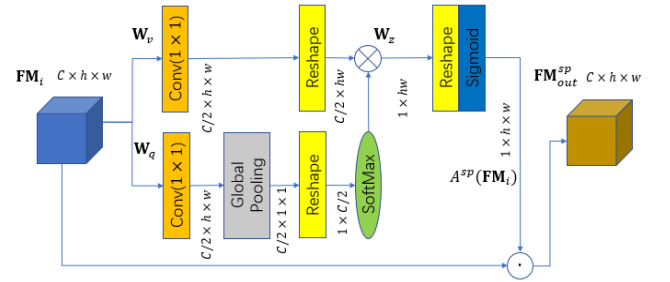 FM_i C × h × w
W_v
Conv(1 × 1)
C/2 × h × w
Reshape
C/2 × hw
W_z
1 × hw
Reshape
Sigmoid
1 × h × w
FM_out^sp C × h × w
W_q
Conv(1 × 1)
C/2 × h × w
Global
Pooling
C/2 × 1 × 1
Reshape
1 × C/2
SoftMax
A^sp(FM_i)